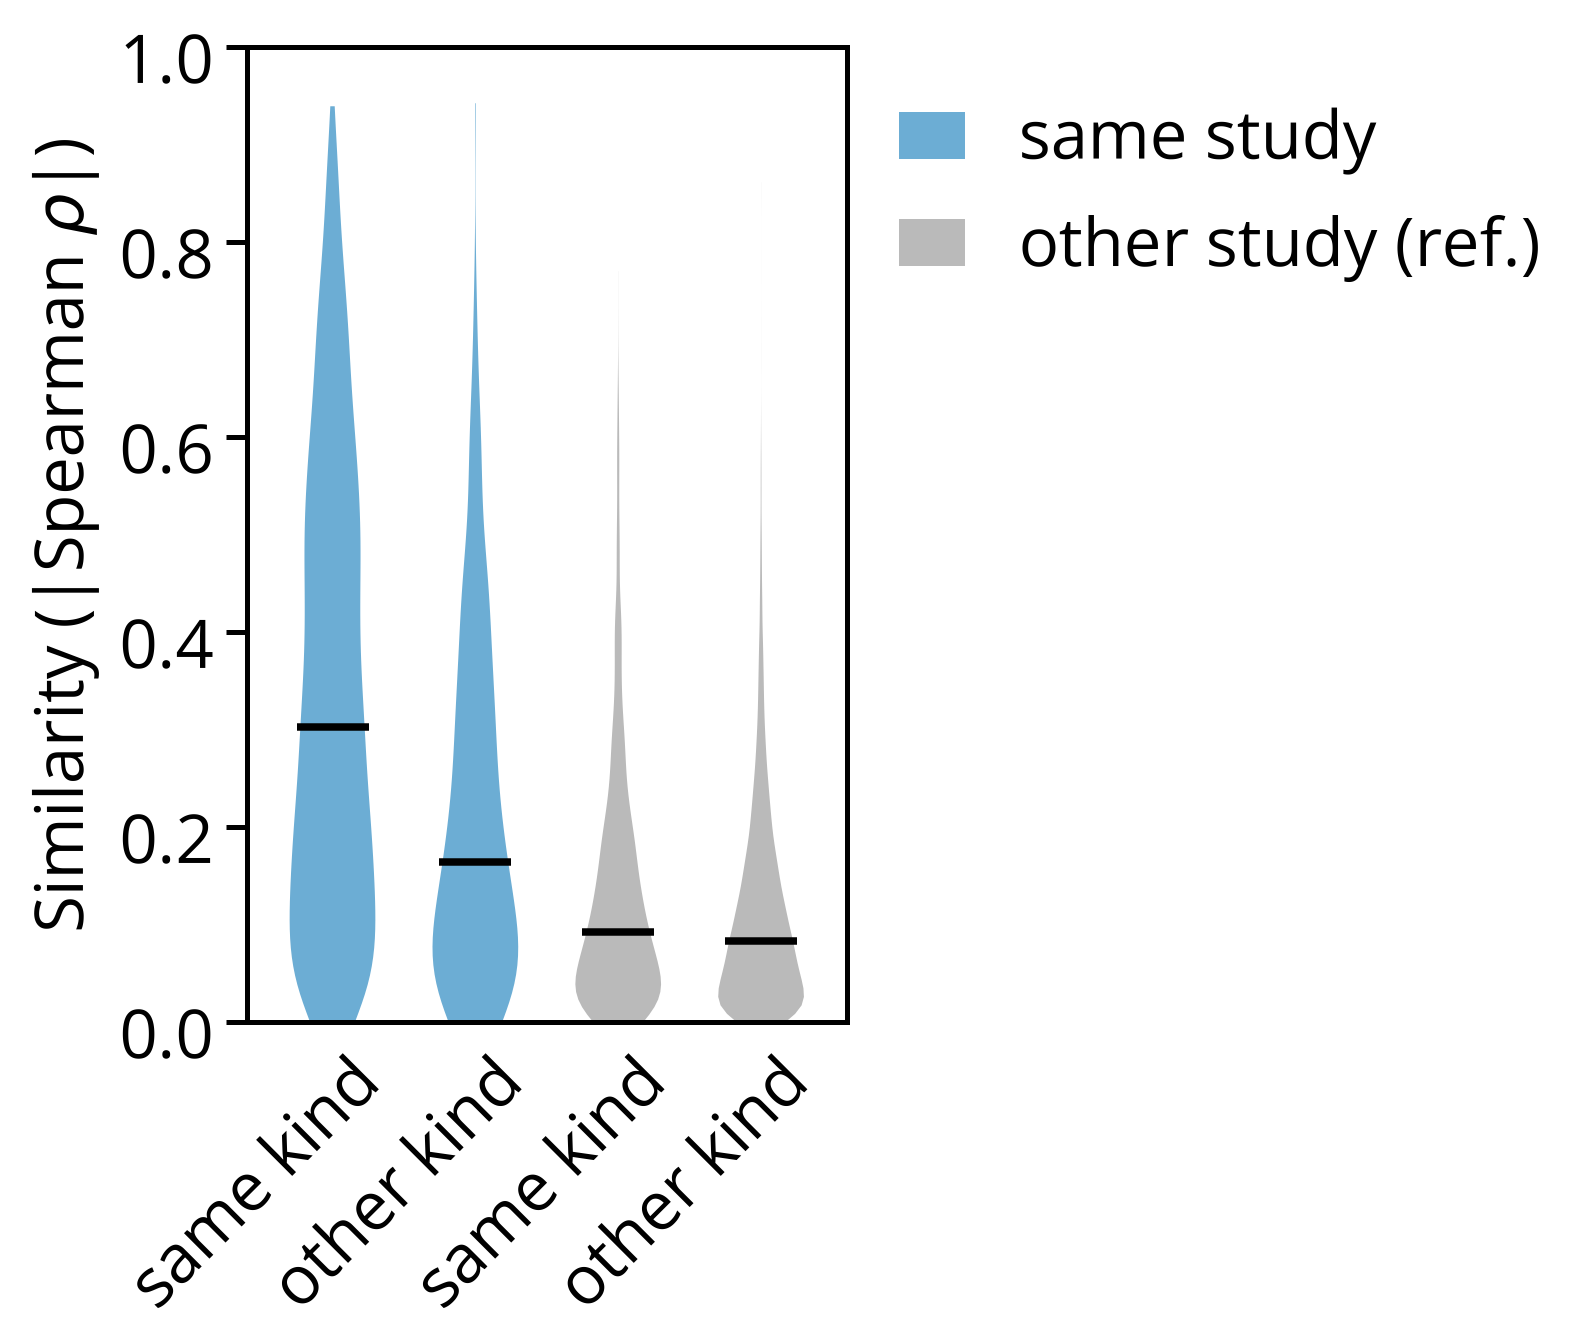 Similarity (|Spearman ρ|)
1.0
0.8
0.6
0.4
0.2
0.0
same kind
other kind
same kind
other kind
same study
other study (ref.)